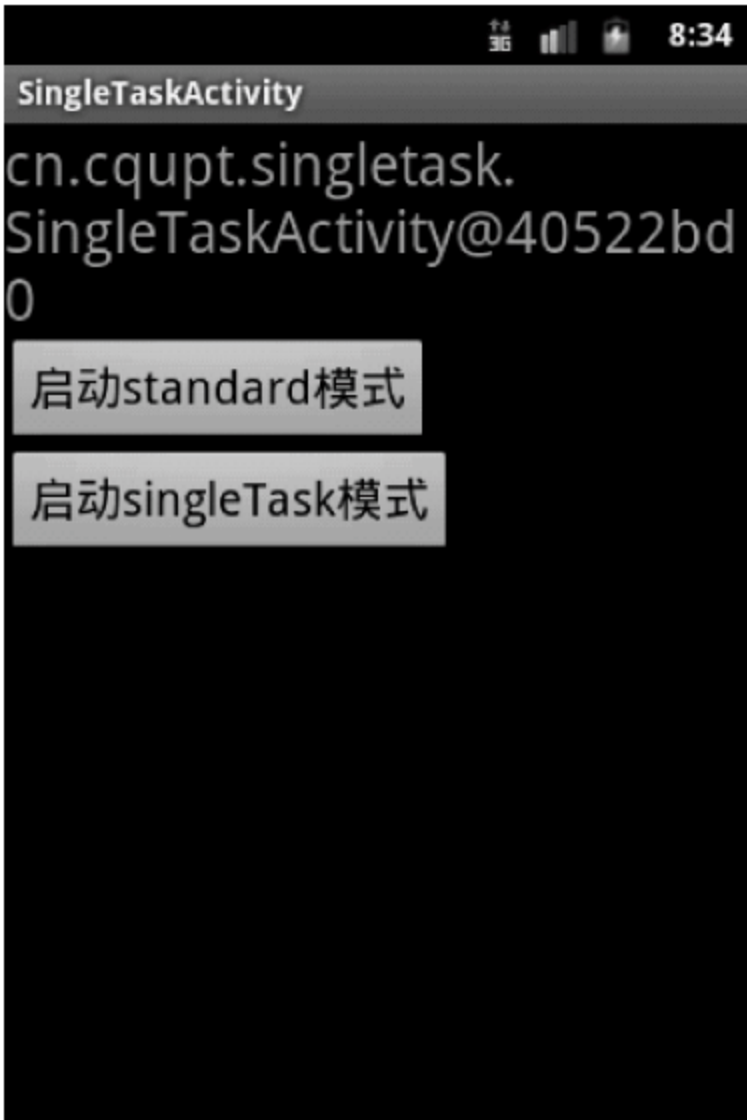 3G 8:34
SingleTaskActivity
cn.cqupt.singletask.
SingleTaskActivity@40522bd
0
启动standard模式
启动singleTask模式